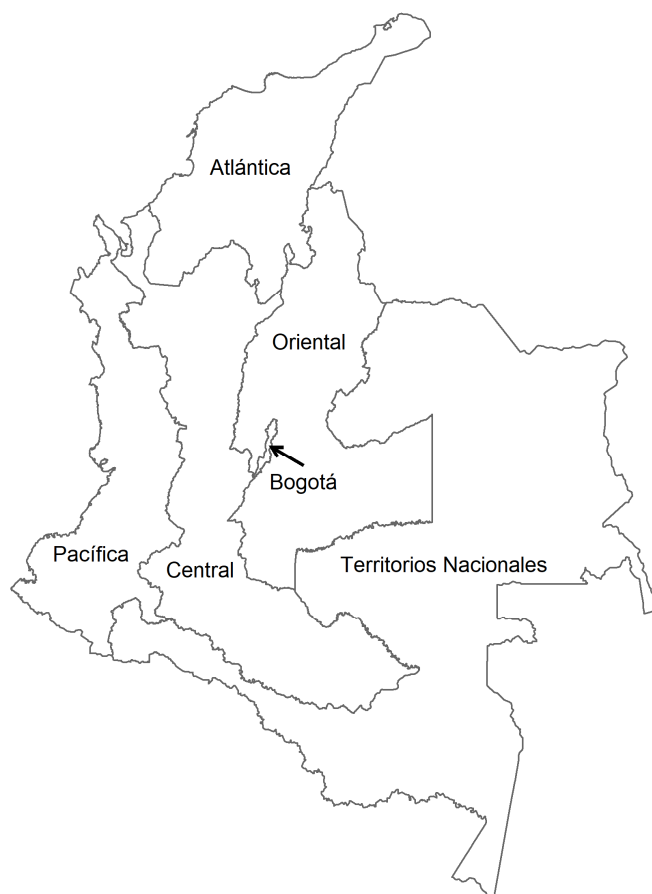 Atlántica
Oriental
Bogotá
Pacífica
Central
Territorios Nacionales